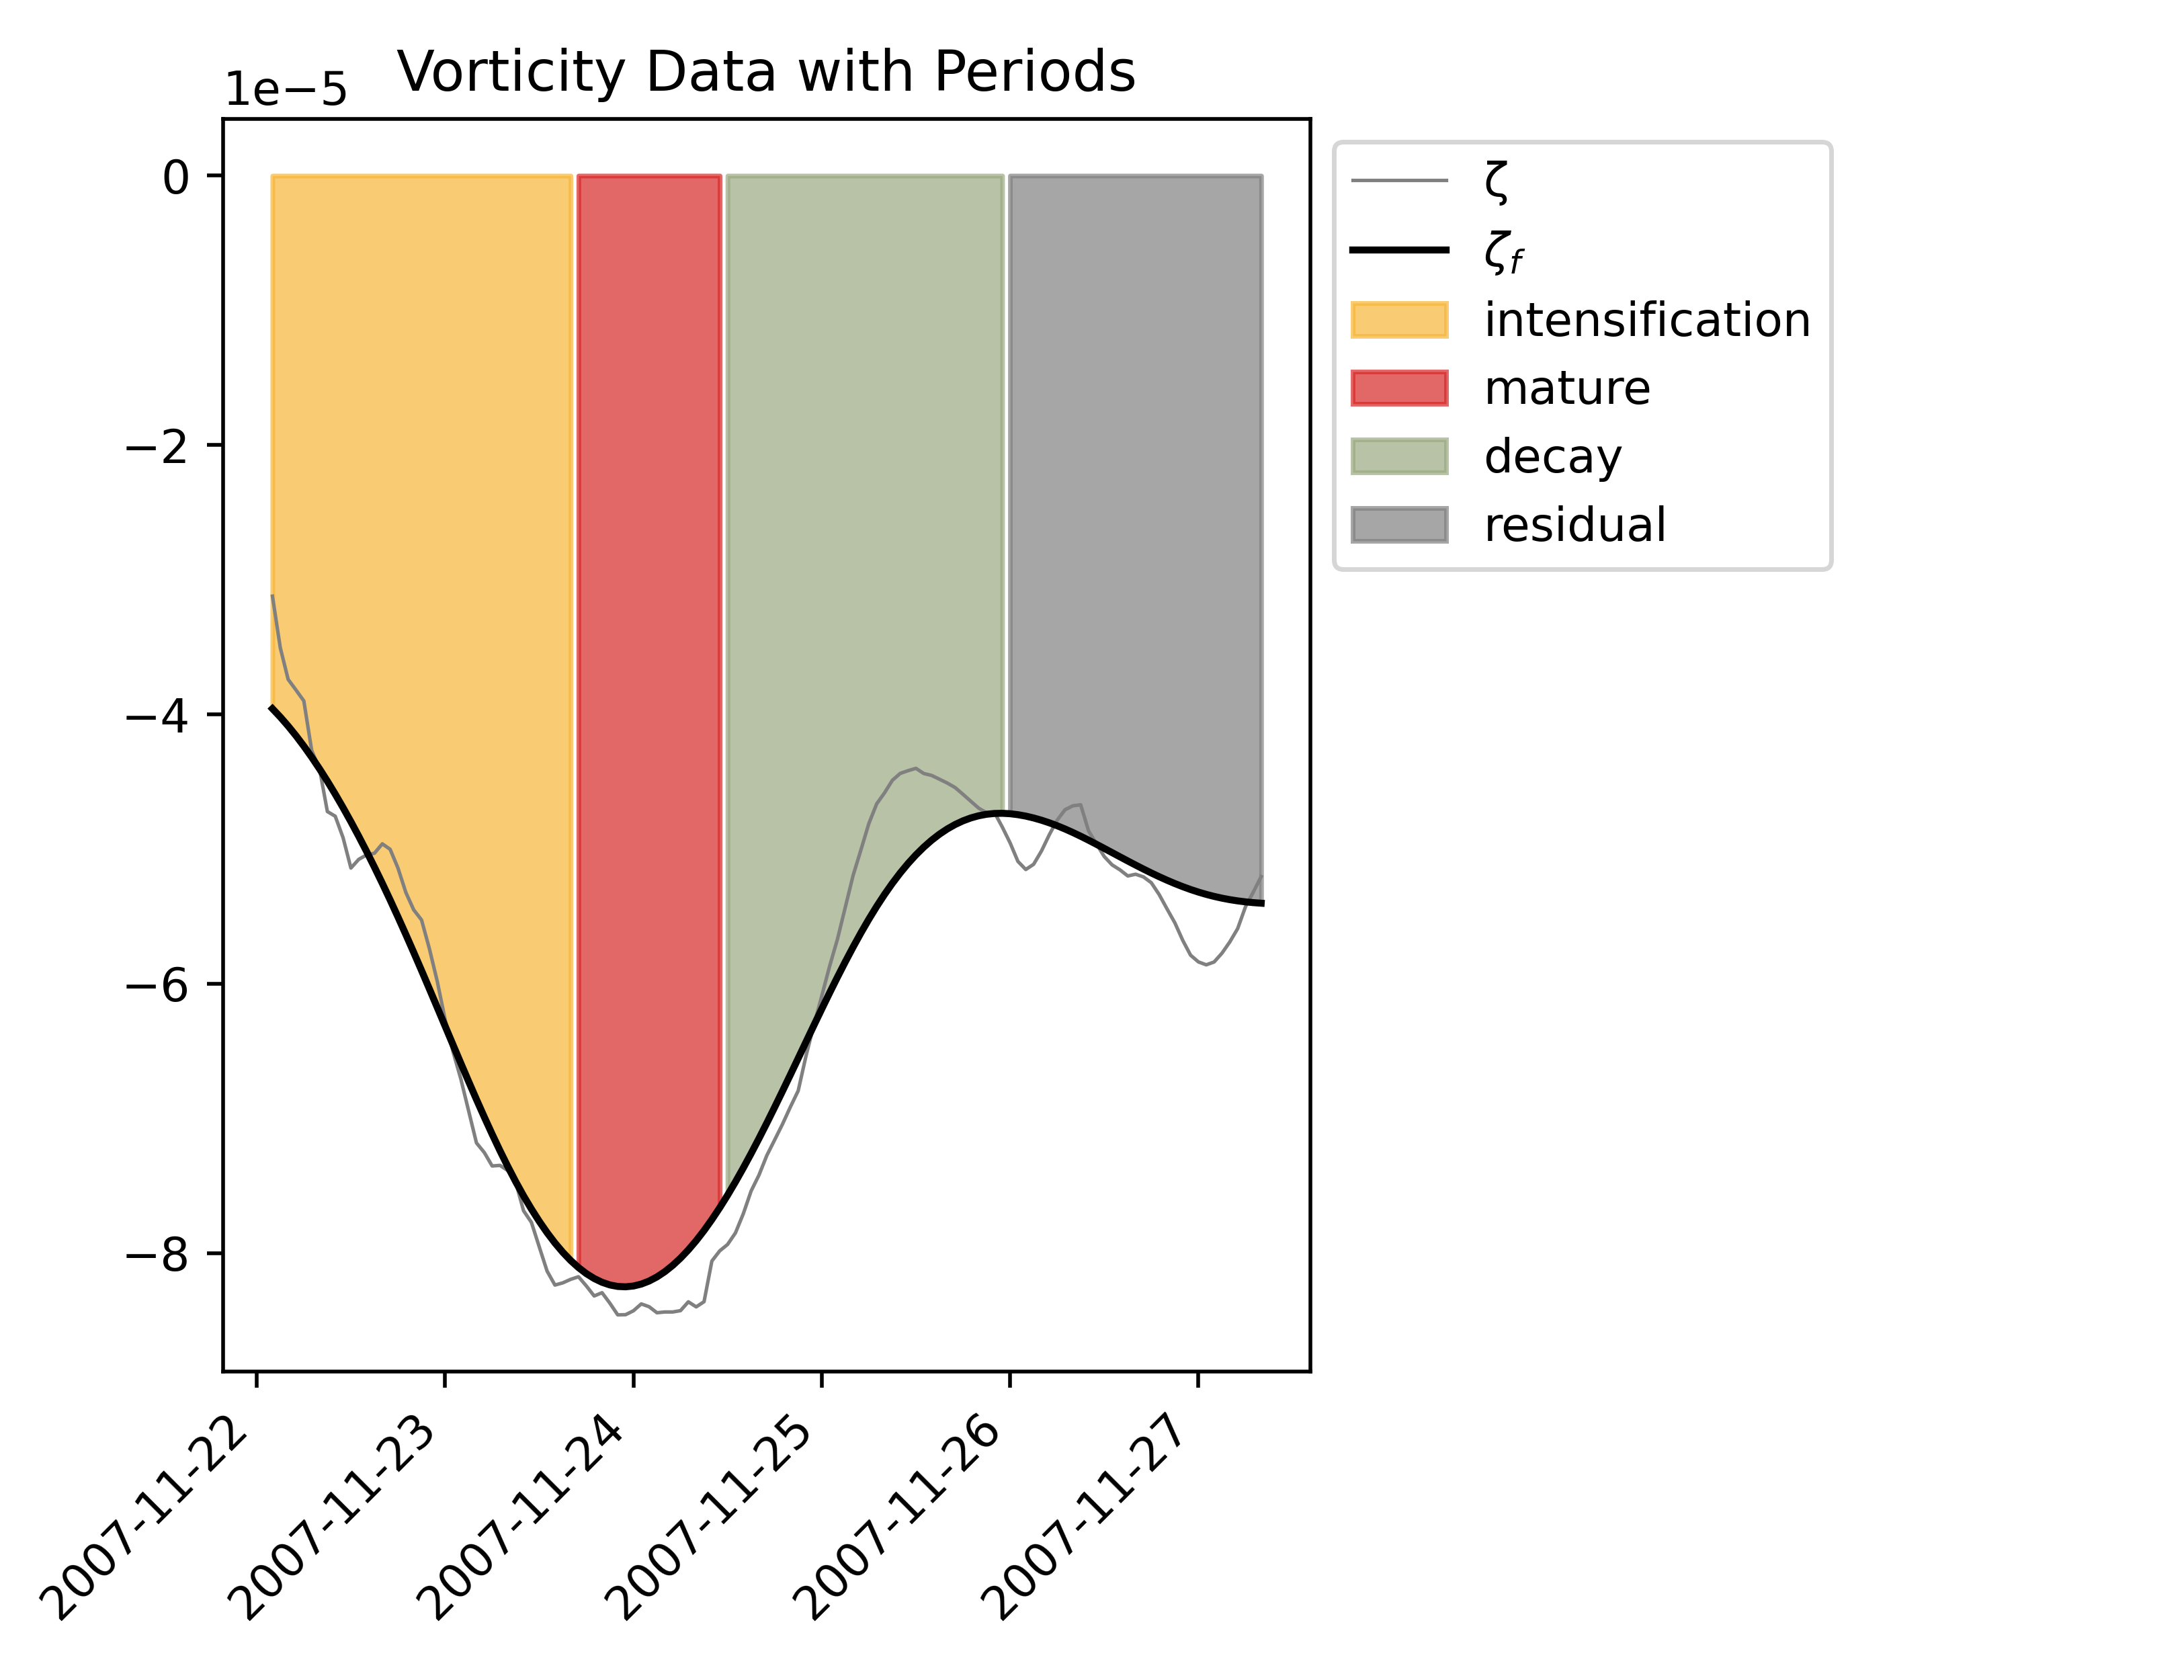 Vorticity Data with Periods
1e−5
0
−2
−4
−6
−8
2007-11-22
2007-11-23
2007-11-24
2007-11-25
2007-11-26
2007-11-27
ζ
ζf
intensification
mature
decay
residual